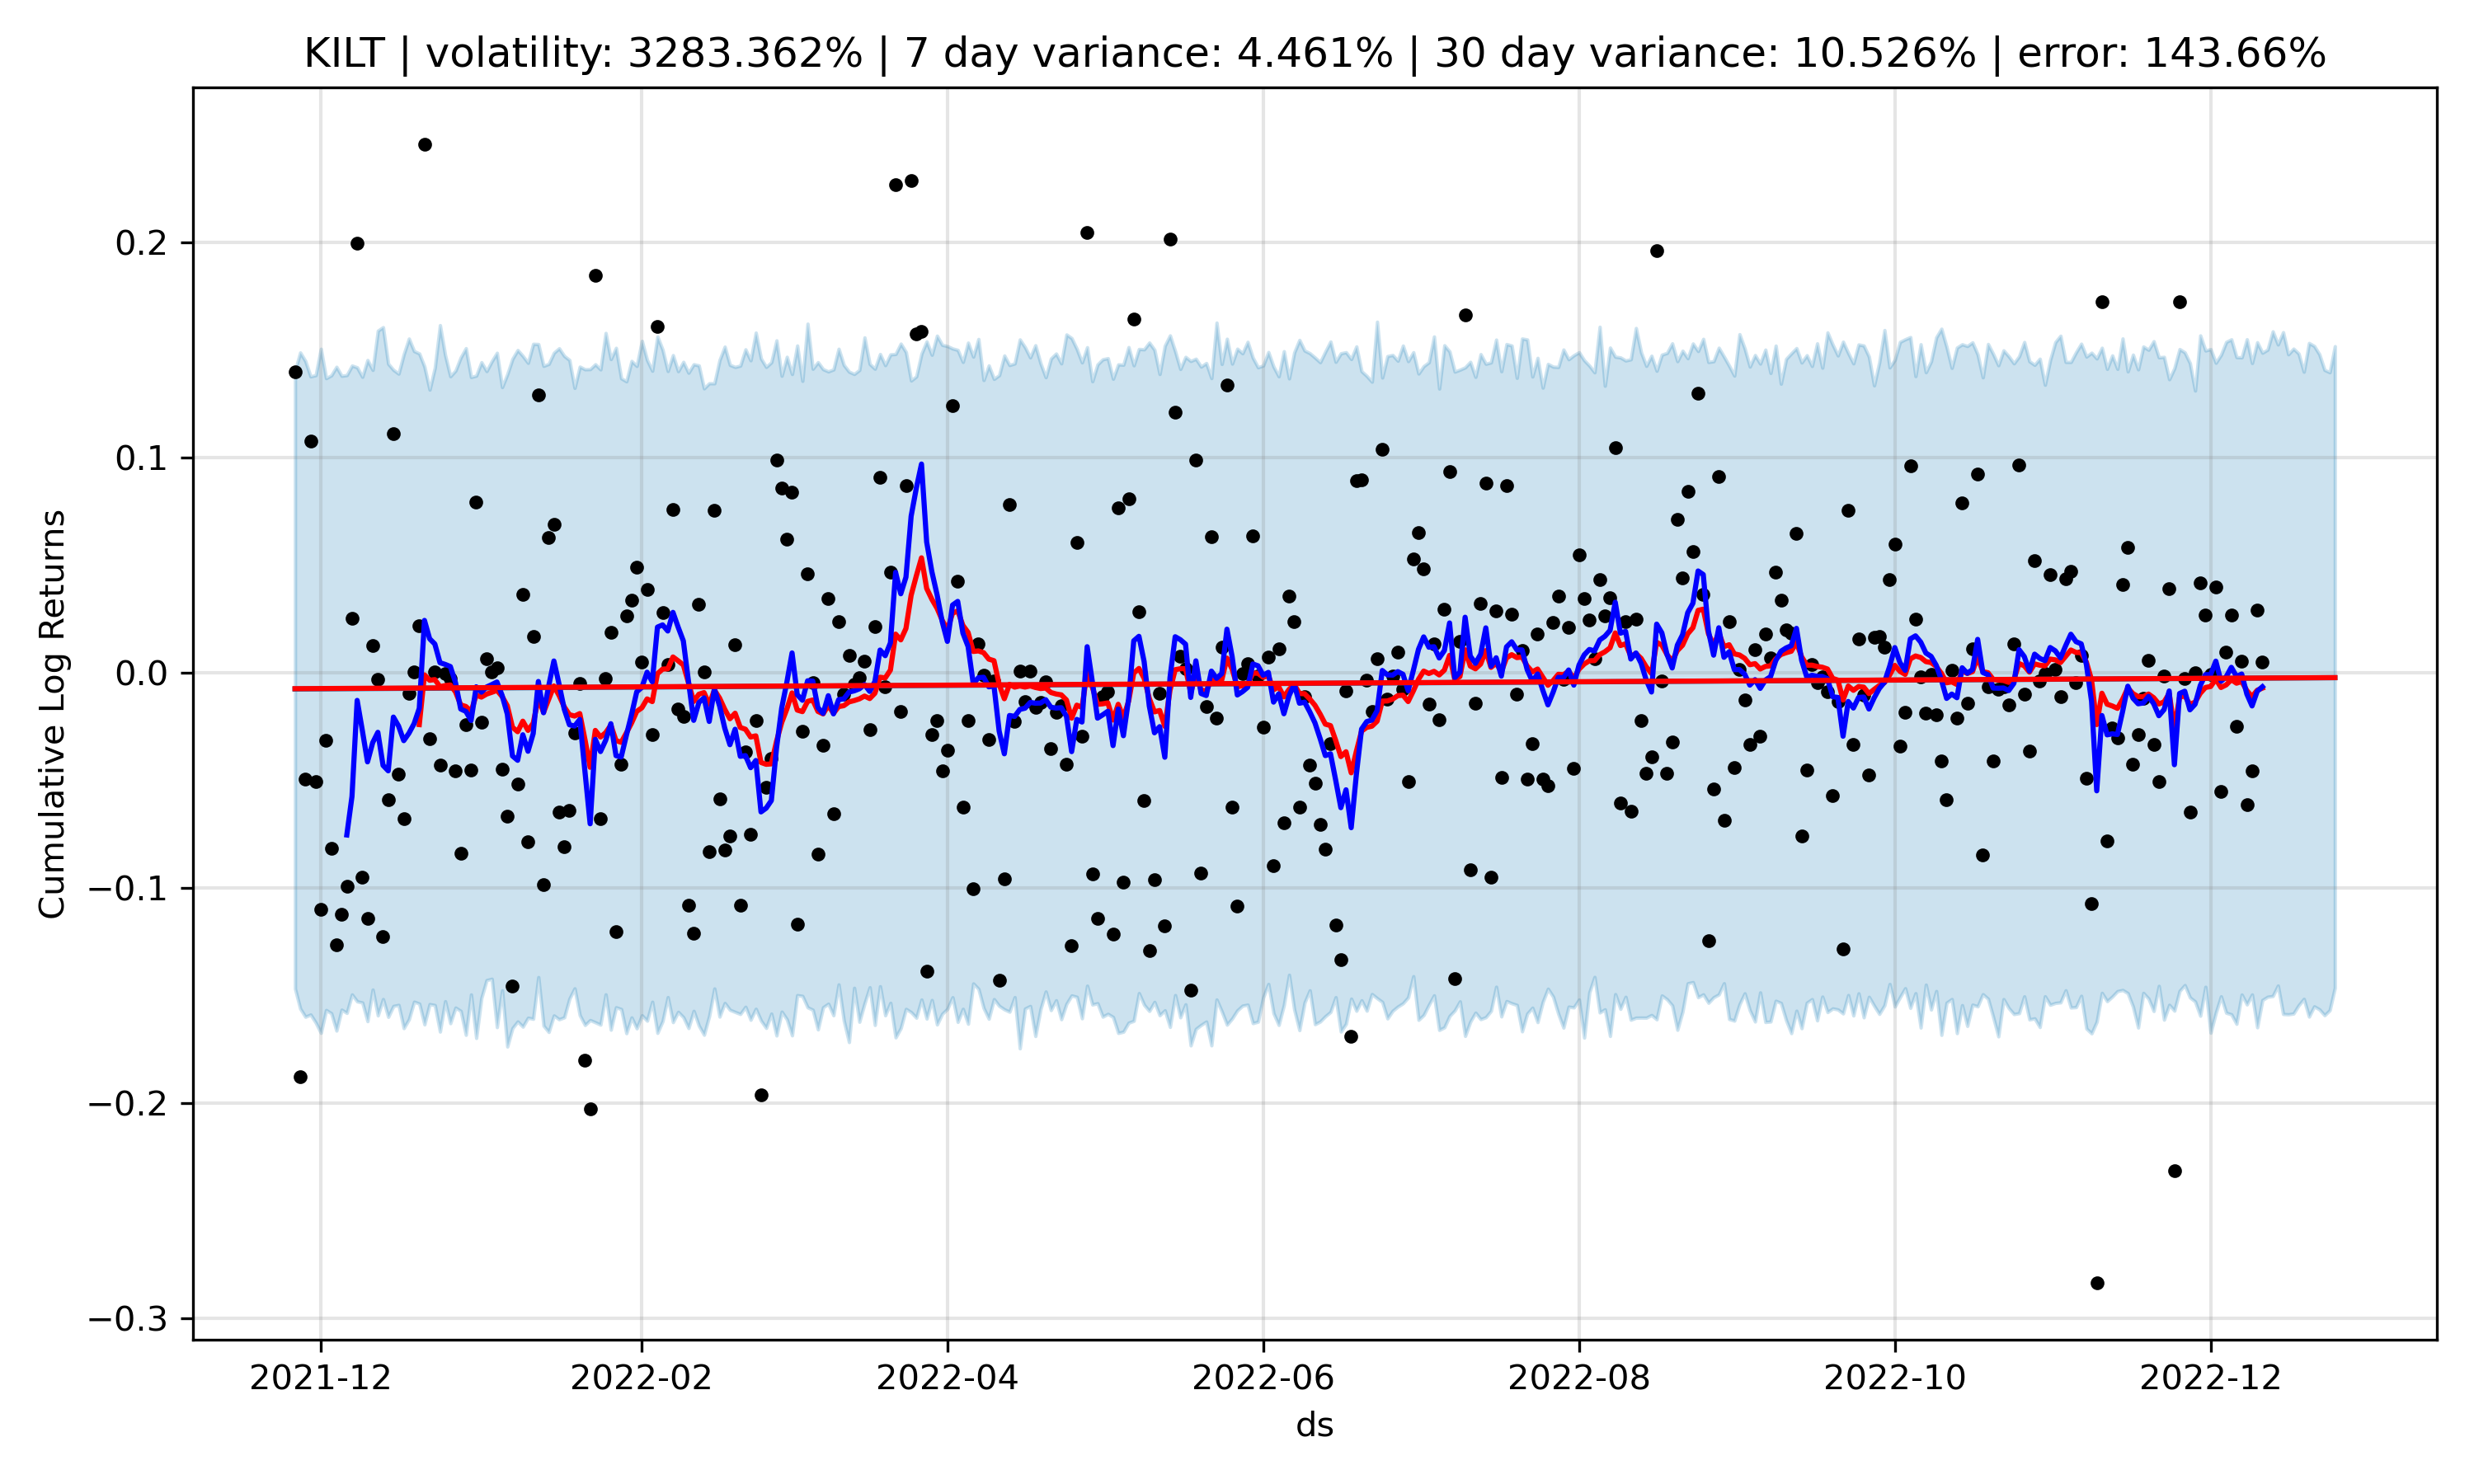 KILT | volatility: 3283.362% | 7 day variance: 4.461% | 30 day variance: 10.526% | error: 143.66%
Cumulative Log Returns
0.2
0.1
0.0
−0.1
−0.2
−0.3
2021-12 2022-02 2022-04 2022-06 2022-08 2022-10 2022-12
ds